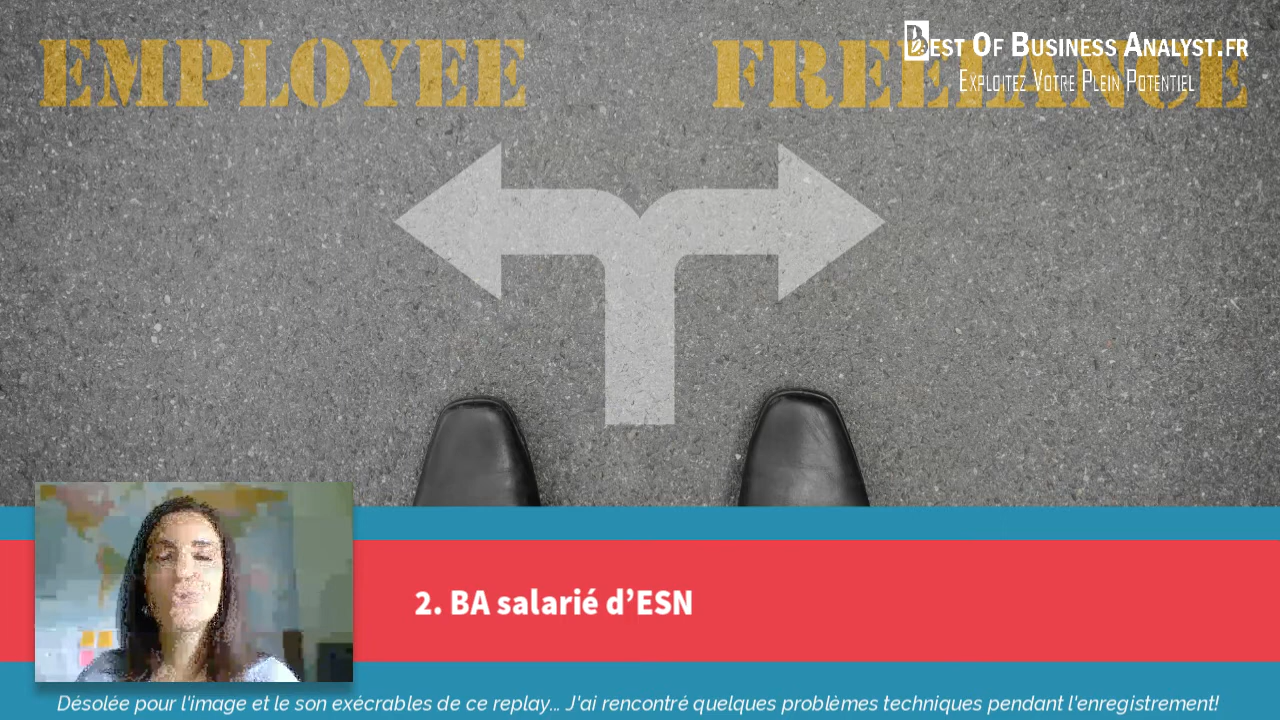 EMPLOYEE
FREELANCE
BEST OF BUSINESS ANALYST.FR
EXPLOITEZ VOTRE PLEIN POTENTIEL
2. BA salarié d’ESN
Désolée pour l'image et le son exécrables de ce replay... J'ai rencontré quelques problèmes techniques pendant l'enregistrement!